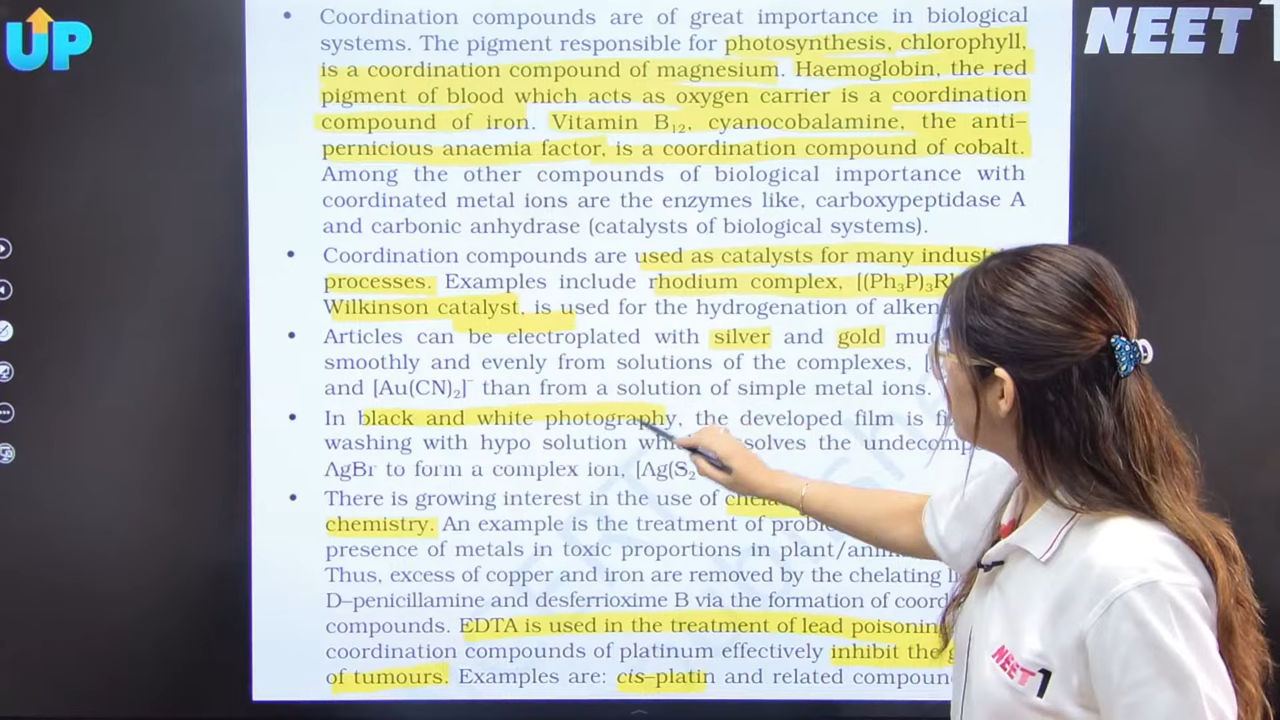 UP
NEET 1
• Coordination compounds are of great importance in biological
systems. The pigment responsible for photosynthesis, chlorophyll,
is a coordination compound of magnesium. Haemoglobin, the red
pigment of blood which acts as oxygen carrier is a coordination
compound of iron. Vitamin B₁₂, cyanocobalamine, the anti–
pernicious anaemia factor, is a coordination compound of cobalt.
Among the other compounds of biological importance with
coordinated metal ions are the enzymes like, carboxypeptidase A
and carbonic anhydrase (catalysts of biological systems).
• Coordination compounds are used as catalysts for many
processes. Examples include rhodium complex, [(Ph₃P)₃
Wilkinson catalyst, is used for the hydrogenation of
• Articles can be electroplated with silver and gold
smoothly and evenly from solutions of the complexes,
and [Au(CN)₂]⁻ than from a solution of simple metal ions.
• In black and white photography, the developed film is
washing with hypo solution the
AgBr to form a complex ion, [Ag(S₂
• There is growing interest in the use of
chemistry. An example is the treatment of
presence of metals in toxic proportions in
Thus, excess of copper and iron are removed by the chelating
D–penicillamine and desferrioxime B via the formation of
compounds. EDTA is used in the treatment of lead
coordination compounds of platinum effectively inhibit the
of tumours. Examples are: cis–platin and related
NEET 1